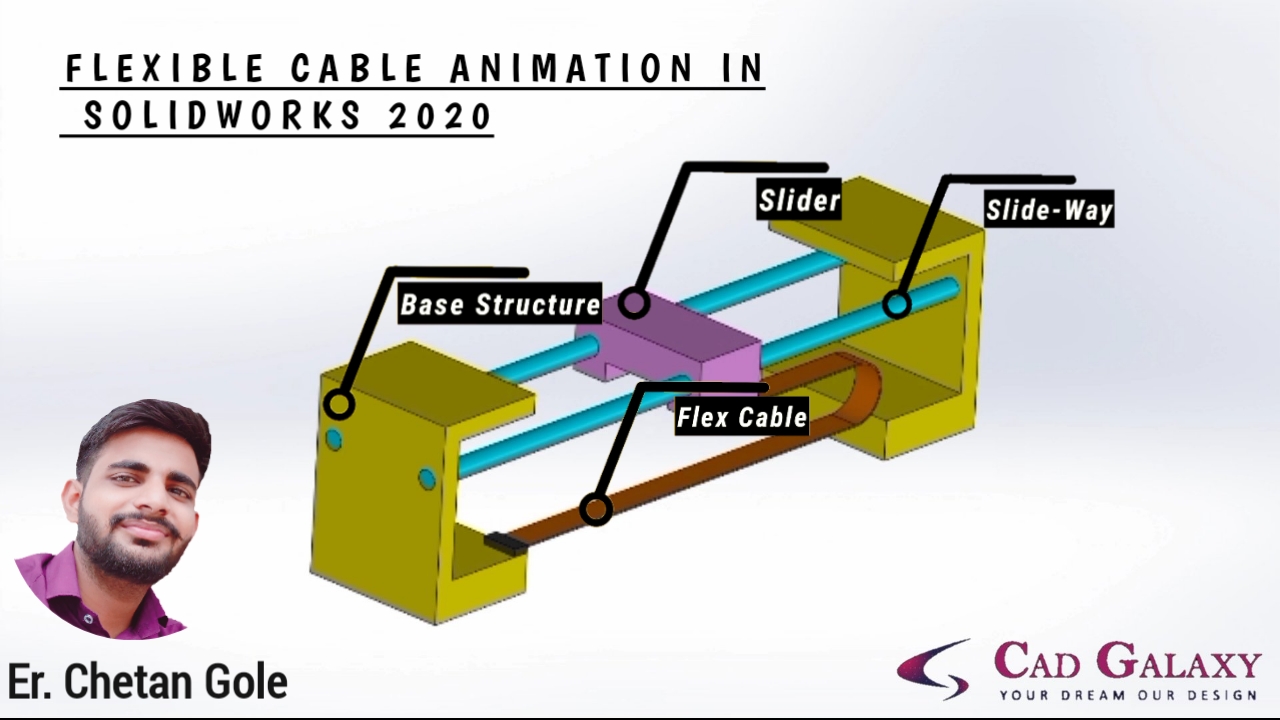 FLEXIBLE CABLE ANIMATION IN
SOLIDWORKS 2020
Slider
Slide-Way
Base Structure
Flex Cable
Er. Chetan Gole
CAD GALAXY
YOUR DREAM OUR DESIGN